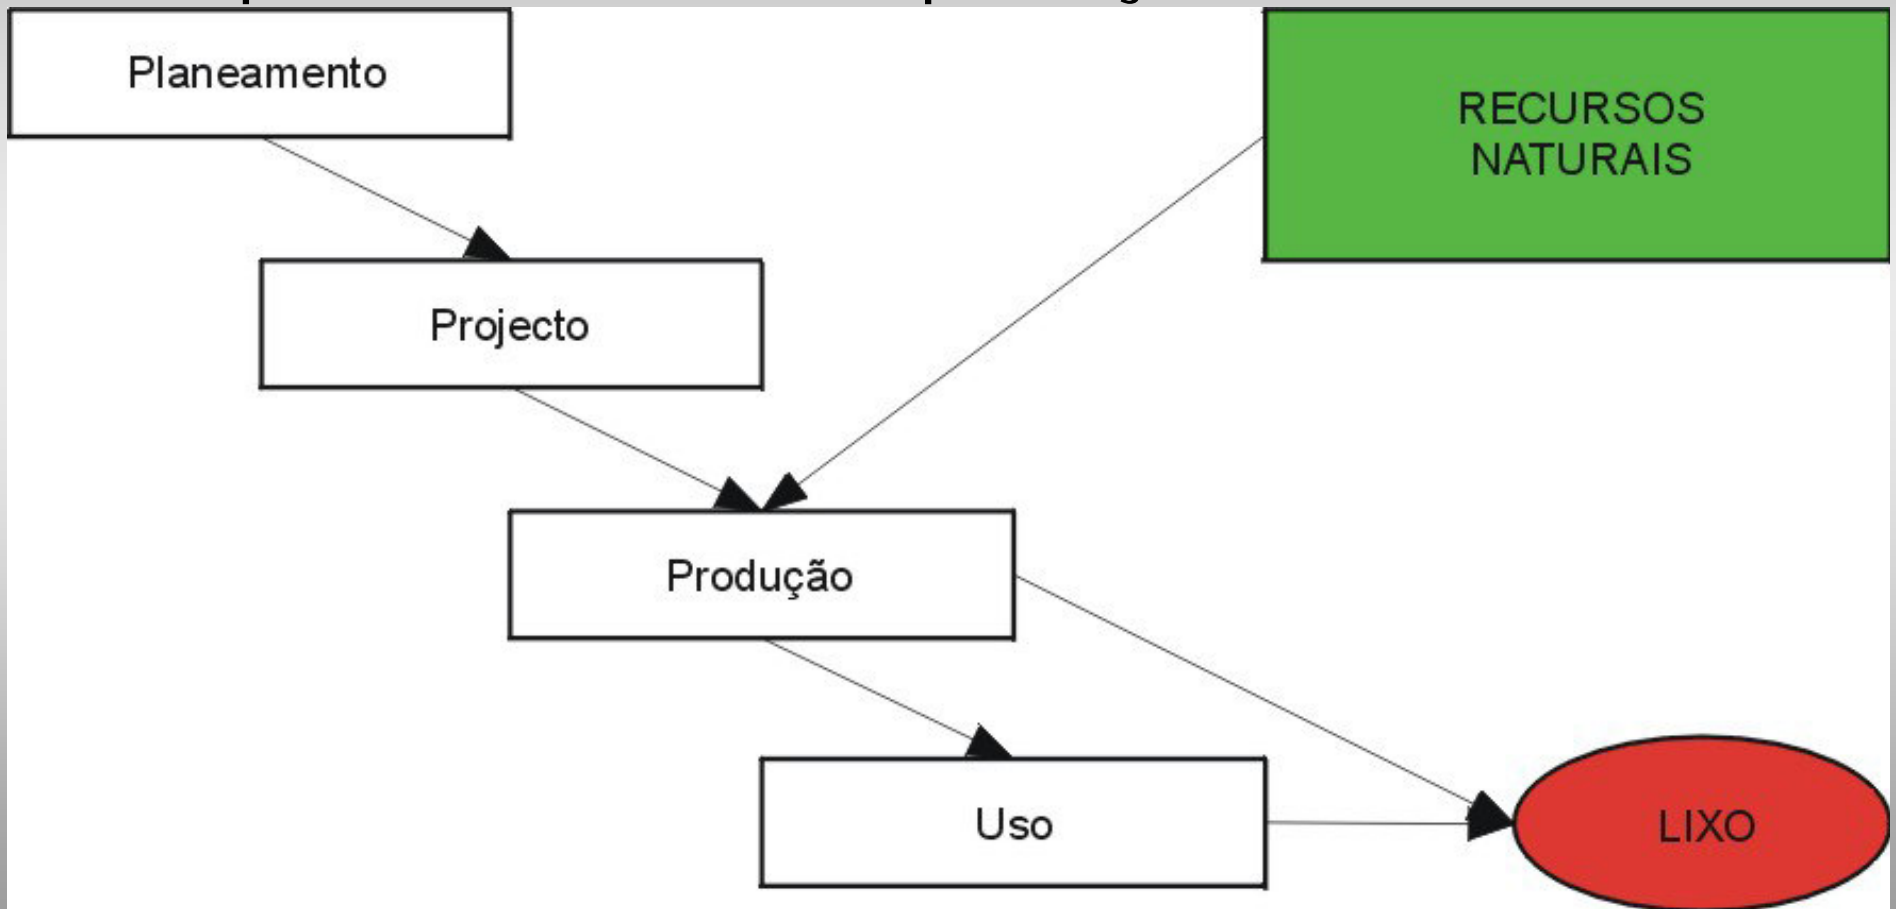 Planeamento
RECURSOS
NATURAIS
Projecto
Produção
Uso
LIXO